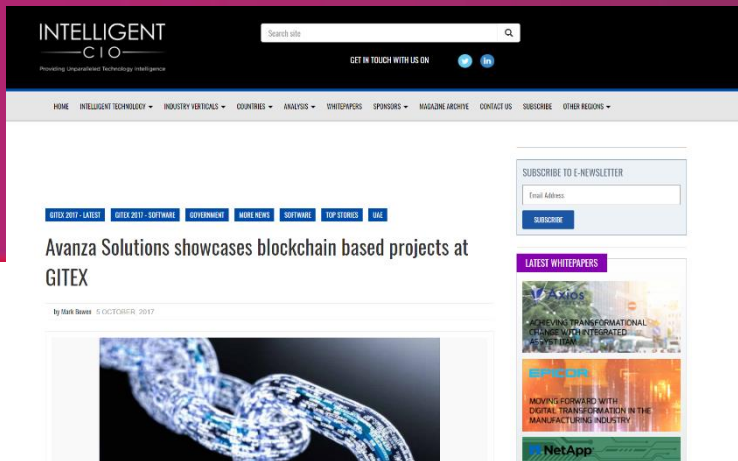 INTELLIGENT
CIO
Providing Unparalleled Technology Intelligence
Search site
GET IN TOUCH WITH US ON
HOME INTELLIGENT TECHNOLOGY INDUSTRY VERTICALS COUNTRIES ANALYSIS WHITEPAPERS SPONSORS MAGAZINE ARCHIVE CONTACT US SUBSCRIBE OTHER REGIONS
GITEX 2017 - LATEST GITEX 2017 - SOFTWARE GOVERNMENT MORE NEWS SOFTWARE TOP STORIES UAE
Avanza Solutions showcases blockchain based projects at
GITEX
by Mark Bowen 5 OCTOBER, 2017
SUBSCRIBE TO E-NEWSLETTER
Email Address
SUBSCRIBE
LATEST WHITEPAPERS
Axios
ACHIEVING TRANSFORMATIONAL
CHANGE WITH INTEGRATED
ASSYST ITAM
EPICOR
MOVING FORWARD WITH
DIGITAL TRANSFORMATION IN THE
MANUFACTURING INDUSTRY
NetApp